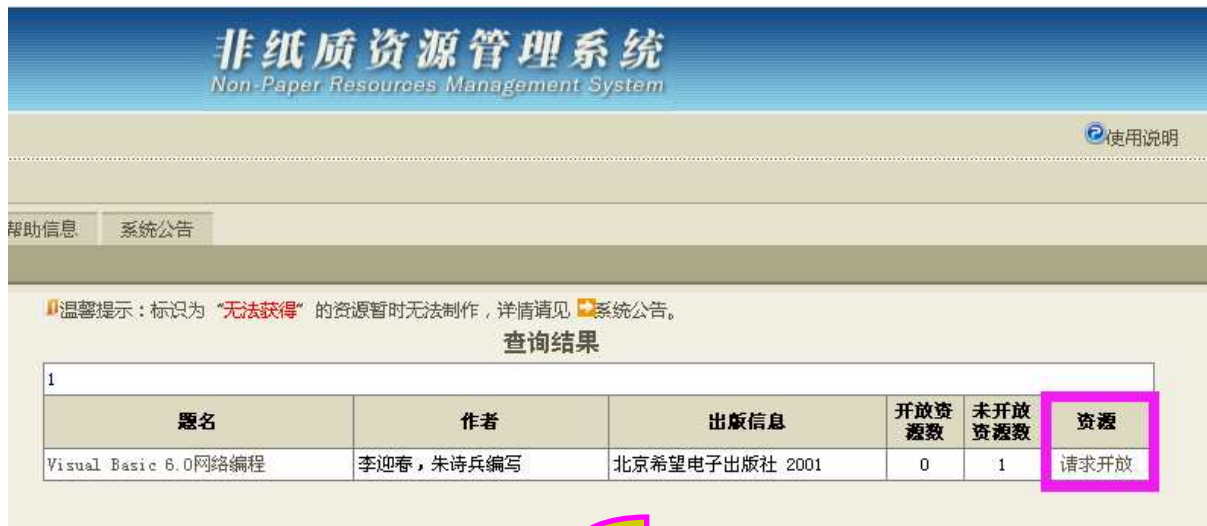 非纸质资源管理系统
Non-Paper Resources Management System
使用说明
帮助信息 系统公告
温馨提示：标识为 “无法获得” 的资源暂时无法制作，详情请见 系统公告。
查询结果
1
题名 作者 出版信息 开放资源数 未开放资源数 资源
Visual Basic 6.0网络编程 李迎春，朱诗兵编写 北京希望电子出版社 2001 0 1 请求开放